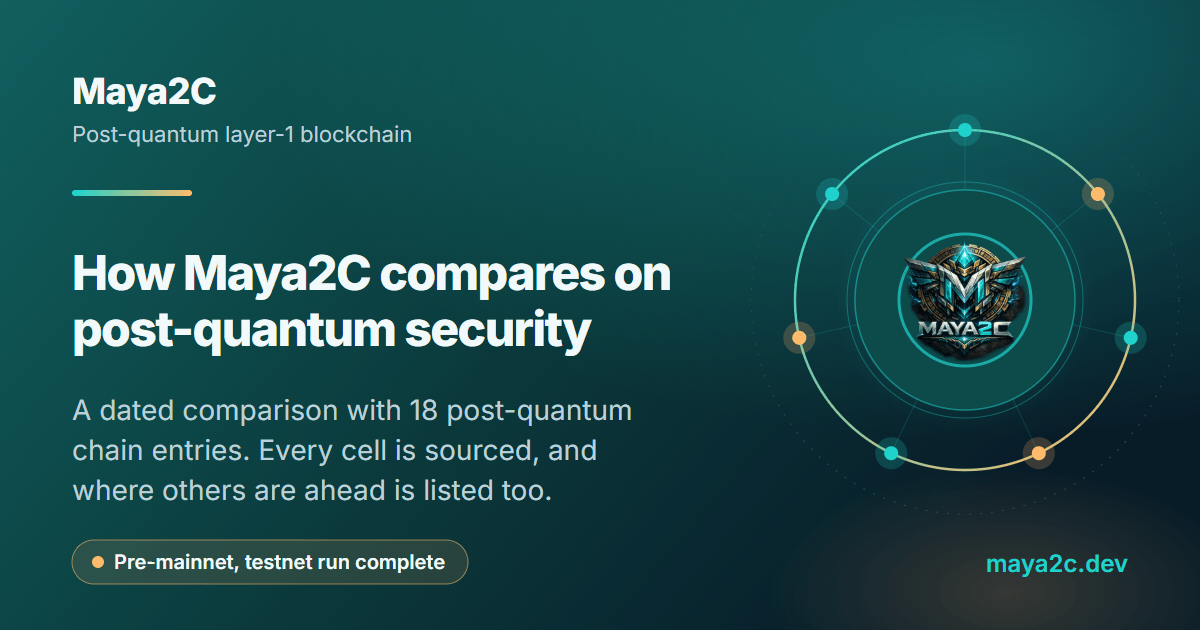 Maya2C
Post-quantum layer-1 blockchain
How Maya2C compares on
post-quantum security
A dated comparison with 18 post-quantum
chain entries. Every cell is sourced, and
where others are ahead is listed too.
Pre-mainnet, testnet run complete
MAYA2C
maya2c.dev